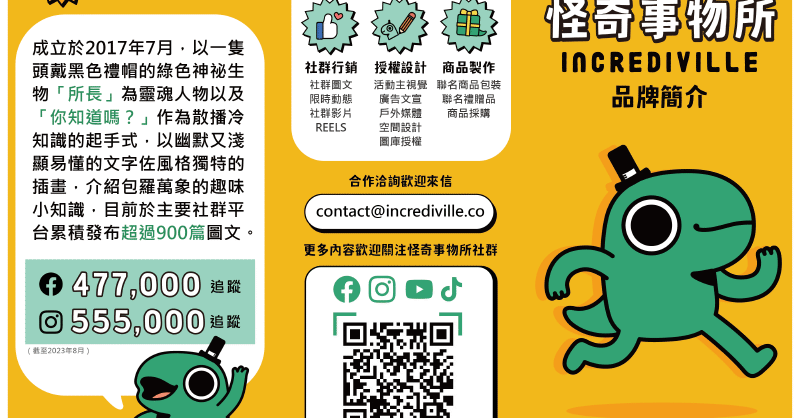 成立於2017年7月，以一隻
頭戴黑色禮帽的綠色神祕生
物「所長」為靈魂人物以及
「你知道嗎？」作為散播冷
知識的起手式，以幽默又淺
顯易懂的文字佐風格獨特的
插畫，介紹包羅萬象的趣味
小知識，目前於主要社群平
台累積發布超過900篇圖文。
477,000 追蹤
555,000 追蹤
（截至2023年8月）
社群行銷
社群圖文
限時動態
社群影片
REELS
授權設計
活動主視覺
廣告文宣
戶外媒體
空間設計
圖庫授權
商品製作
聯名商品包裝
聯名禮贈品
商品採購
合作洽詢歡迎來信
contact@incrediville.co
更多內容歡迎關注怪奇事物所社群
怪奇事物所
INCREDIVILLE
品牌簡介